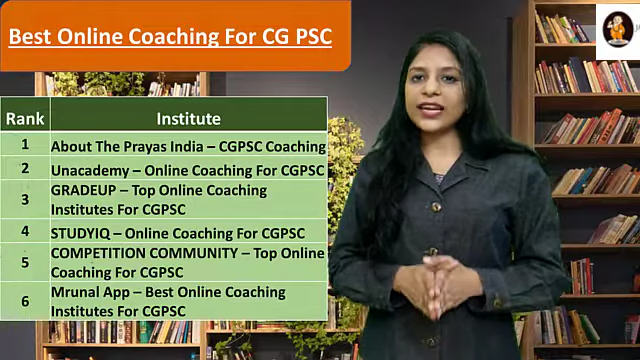 Best Online Coaching For CG PSC
Rank Institute
1 About The Prayas India – CGPSC Coaching
2 Unacademy – Online Coaching For CGPSC
3 GRADEUP – Top Online Coaching
Institutes For CGPSC
4 STUDYIQ – Online Coaching For CGPSC
5 COMPETITION COMMUNITY – Top Online
Coaching For CGPSC
6 Mrunal App – Best Online Coaching
Institutes For CGPSC